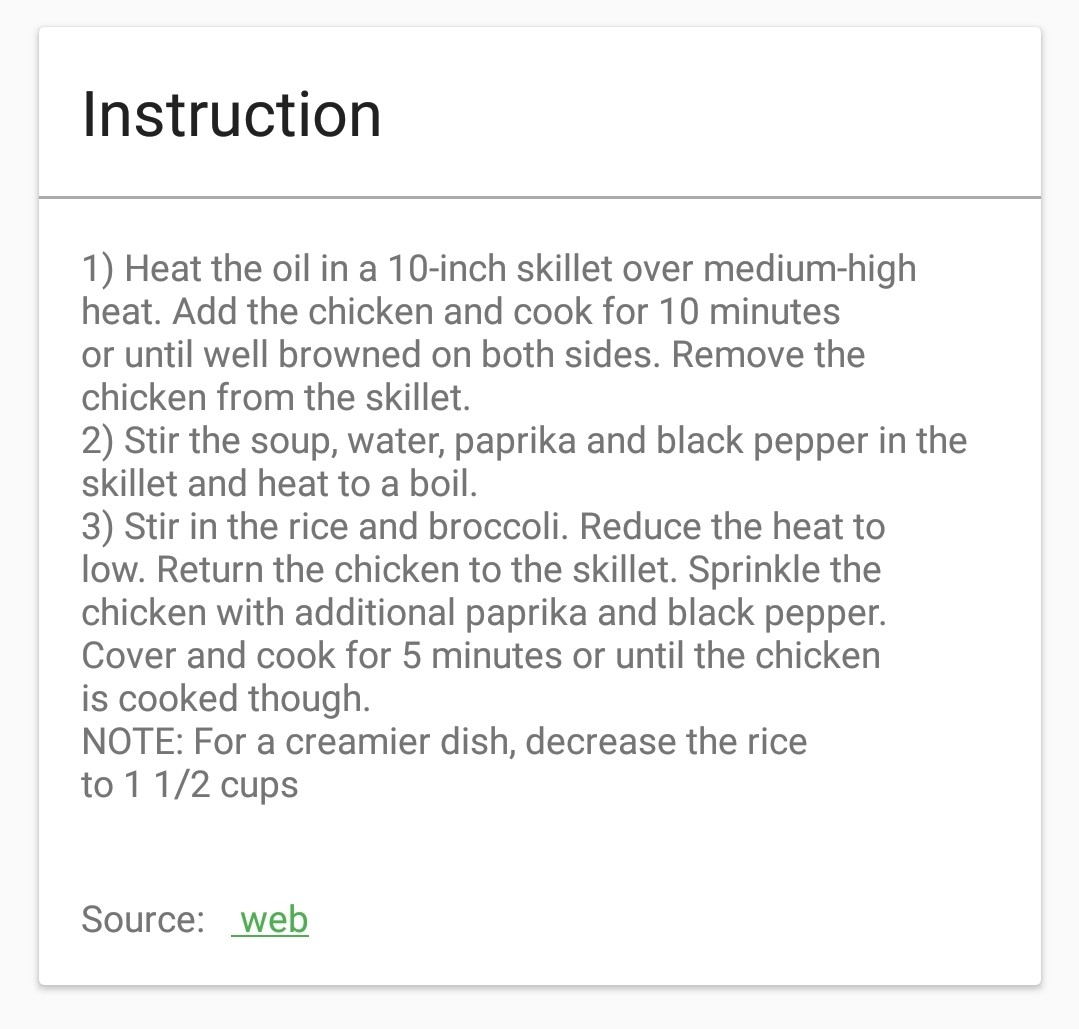 Instruction
1) Heat the oil in a 10-inch skillet over medium-high
heat. Add the chicken and cook for 10 minutes
or until well browned on both sides. Remove the
chicken from the skillet.
2) Stir the soup, water, paprika and black pepper in the
skillet and heat to a boil.
3) Stir in the rice and broccoli. Reduce the heat to
low. Return the chicken to the skillet. Sprinkle the
chicken with additional paprika and black pepper.
Cover and cook for 5 minutes or until the chicken
is cooked though.
NOTE: For a creamier dish, decrease the rice
to 1 1/2 cups
Source: web